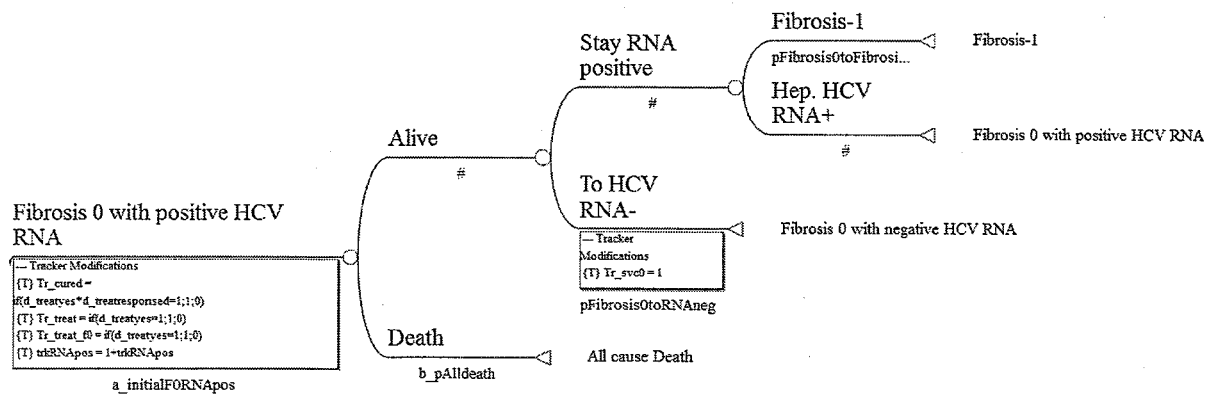 Fibrosis-1
Fibrosis-1
pFibrosis0toFibrosi...
Stay RNA
positive
#
Hep. HCV
RNA+
Fibrosis 0 with positive HCV RNA
#
Alive
#
To HCV
RNA-
Fibrosis 0 with negative HCV RNA
--- Tracker
Modifications
{T} Tr_svc0 = 1
pFibrosis0toRNAneg
Fibrosis 0 with positive HCV
RNA
--- Tracker Modifications
{T} Tr_cured =
if(d_treatyes*d_treatresponsed=1;1;0)
{T} Tr_treat = if(d_treatyes=1;1;0)
{T} Tr_treat_f0 = if(d_treatyes=1;1;0)
{T} trkRNApos = 1+trkRNApos
a_initialF0RNApos
Death
All cause Death
b_pAlldeath